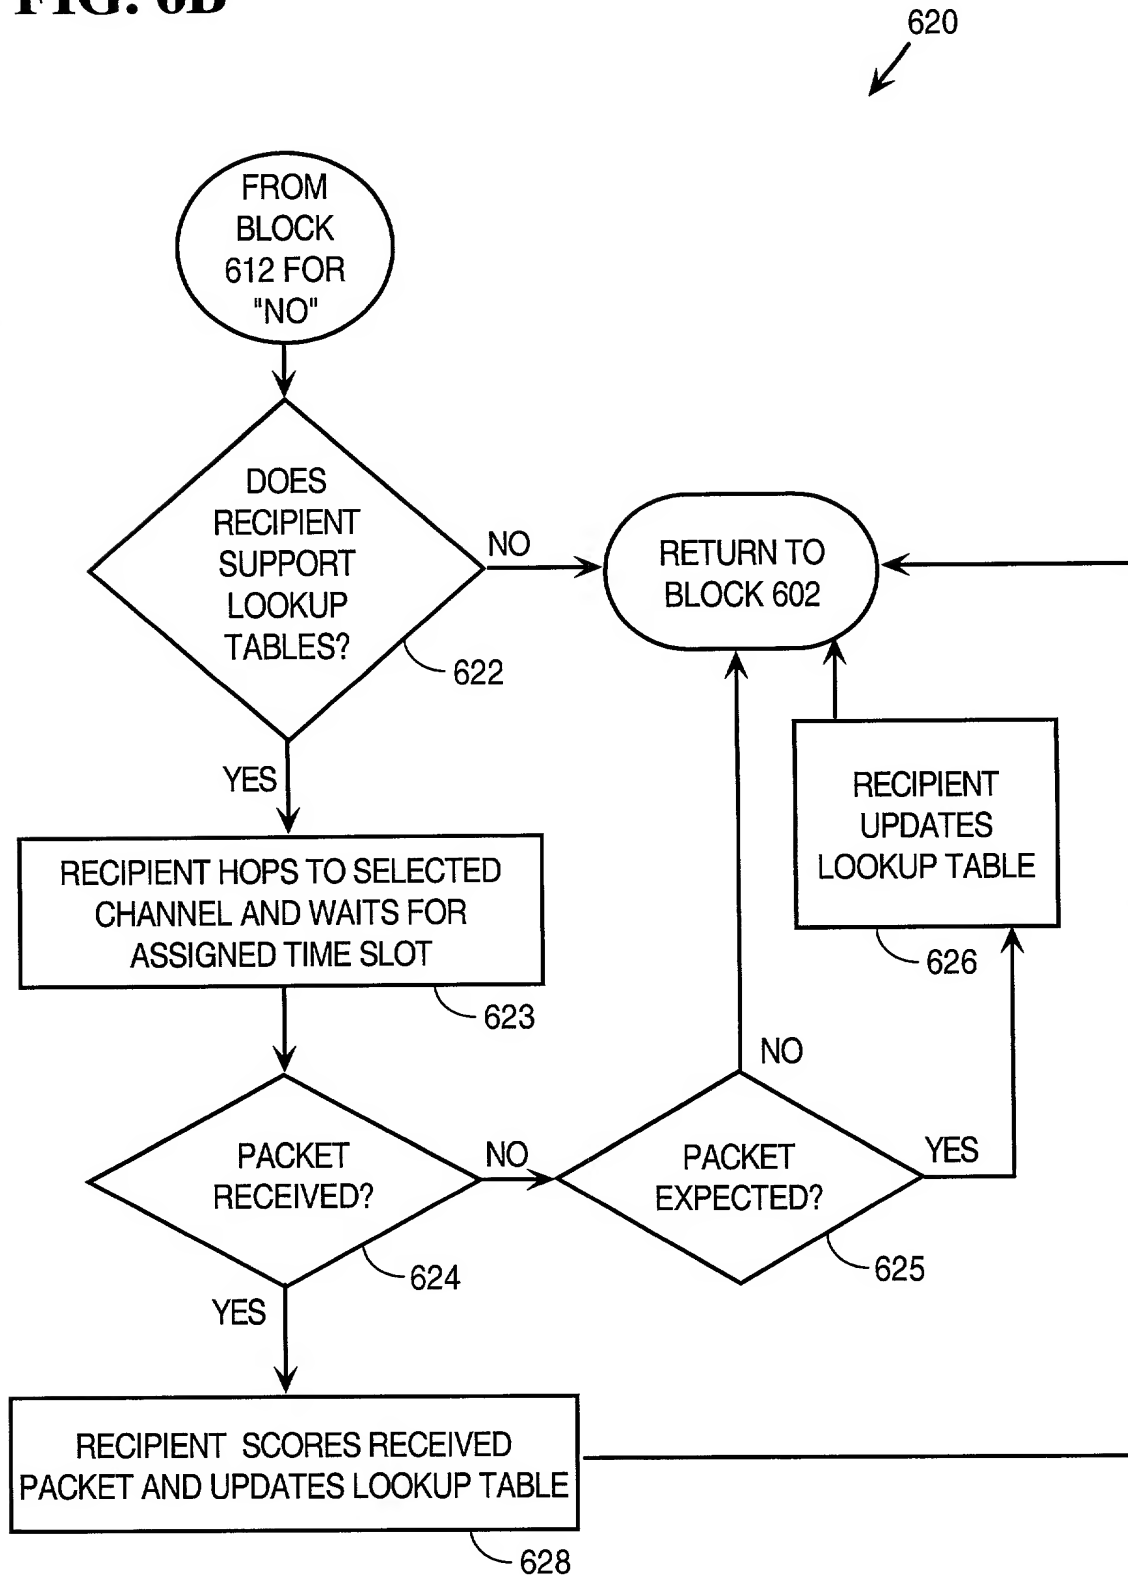 FIG. 6B
620
FROM
BLOCK
612 FOR
"NO"
DOES
RECIPIENT
SUPPORT
LOOKUP
TABLES?
NO
622
RETURN TO
BLOCK 602
YES
RECIPIENT
UPDATES
LOOKUP TABLE
626
RECIPIENT HOPS TO SELECTED
CHANNEL AND WAITS FOR
ASSIGNED TIME SLOT
623
NO
PACKET
RECEIVED?
NO
624
PACKET
EXPECTED?
YES
625
YES
RECIPIENT SCORES RECEIVED
PACKET AND UPDATES LOOKUP TABLE
628